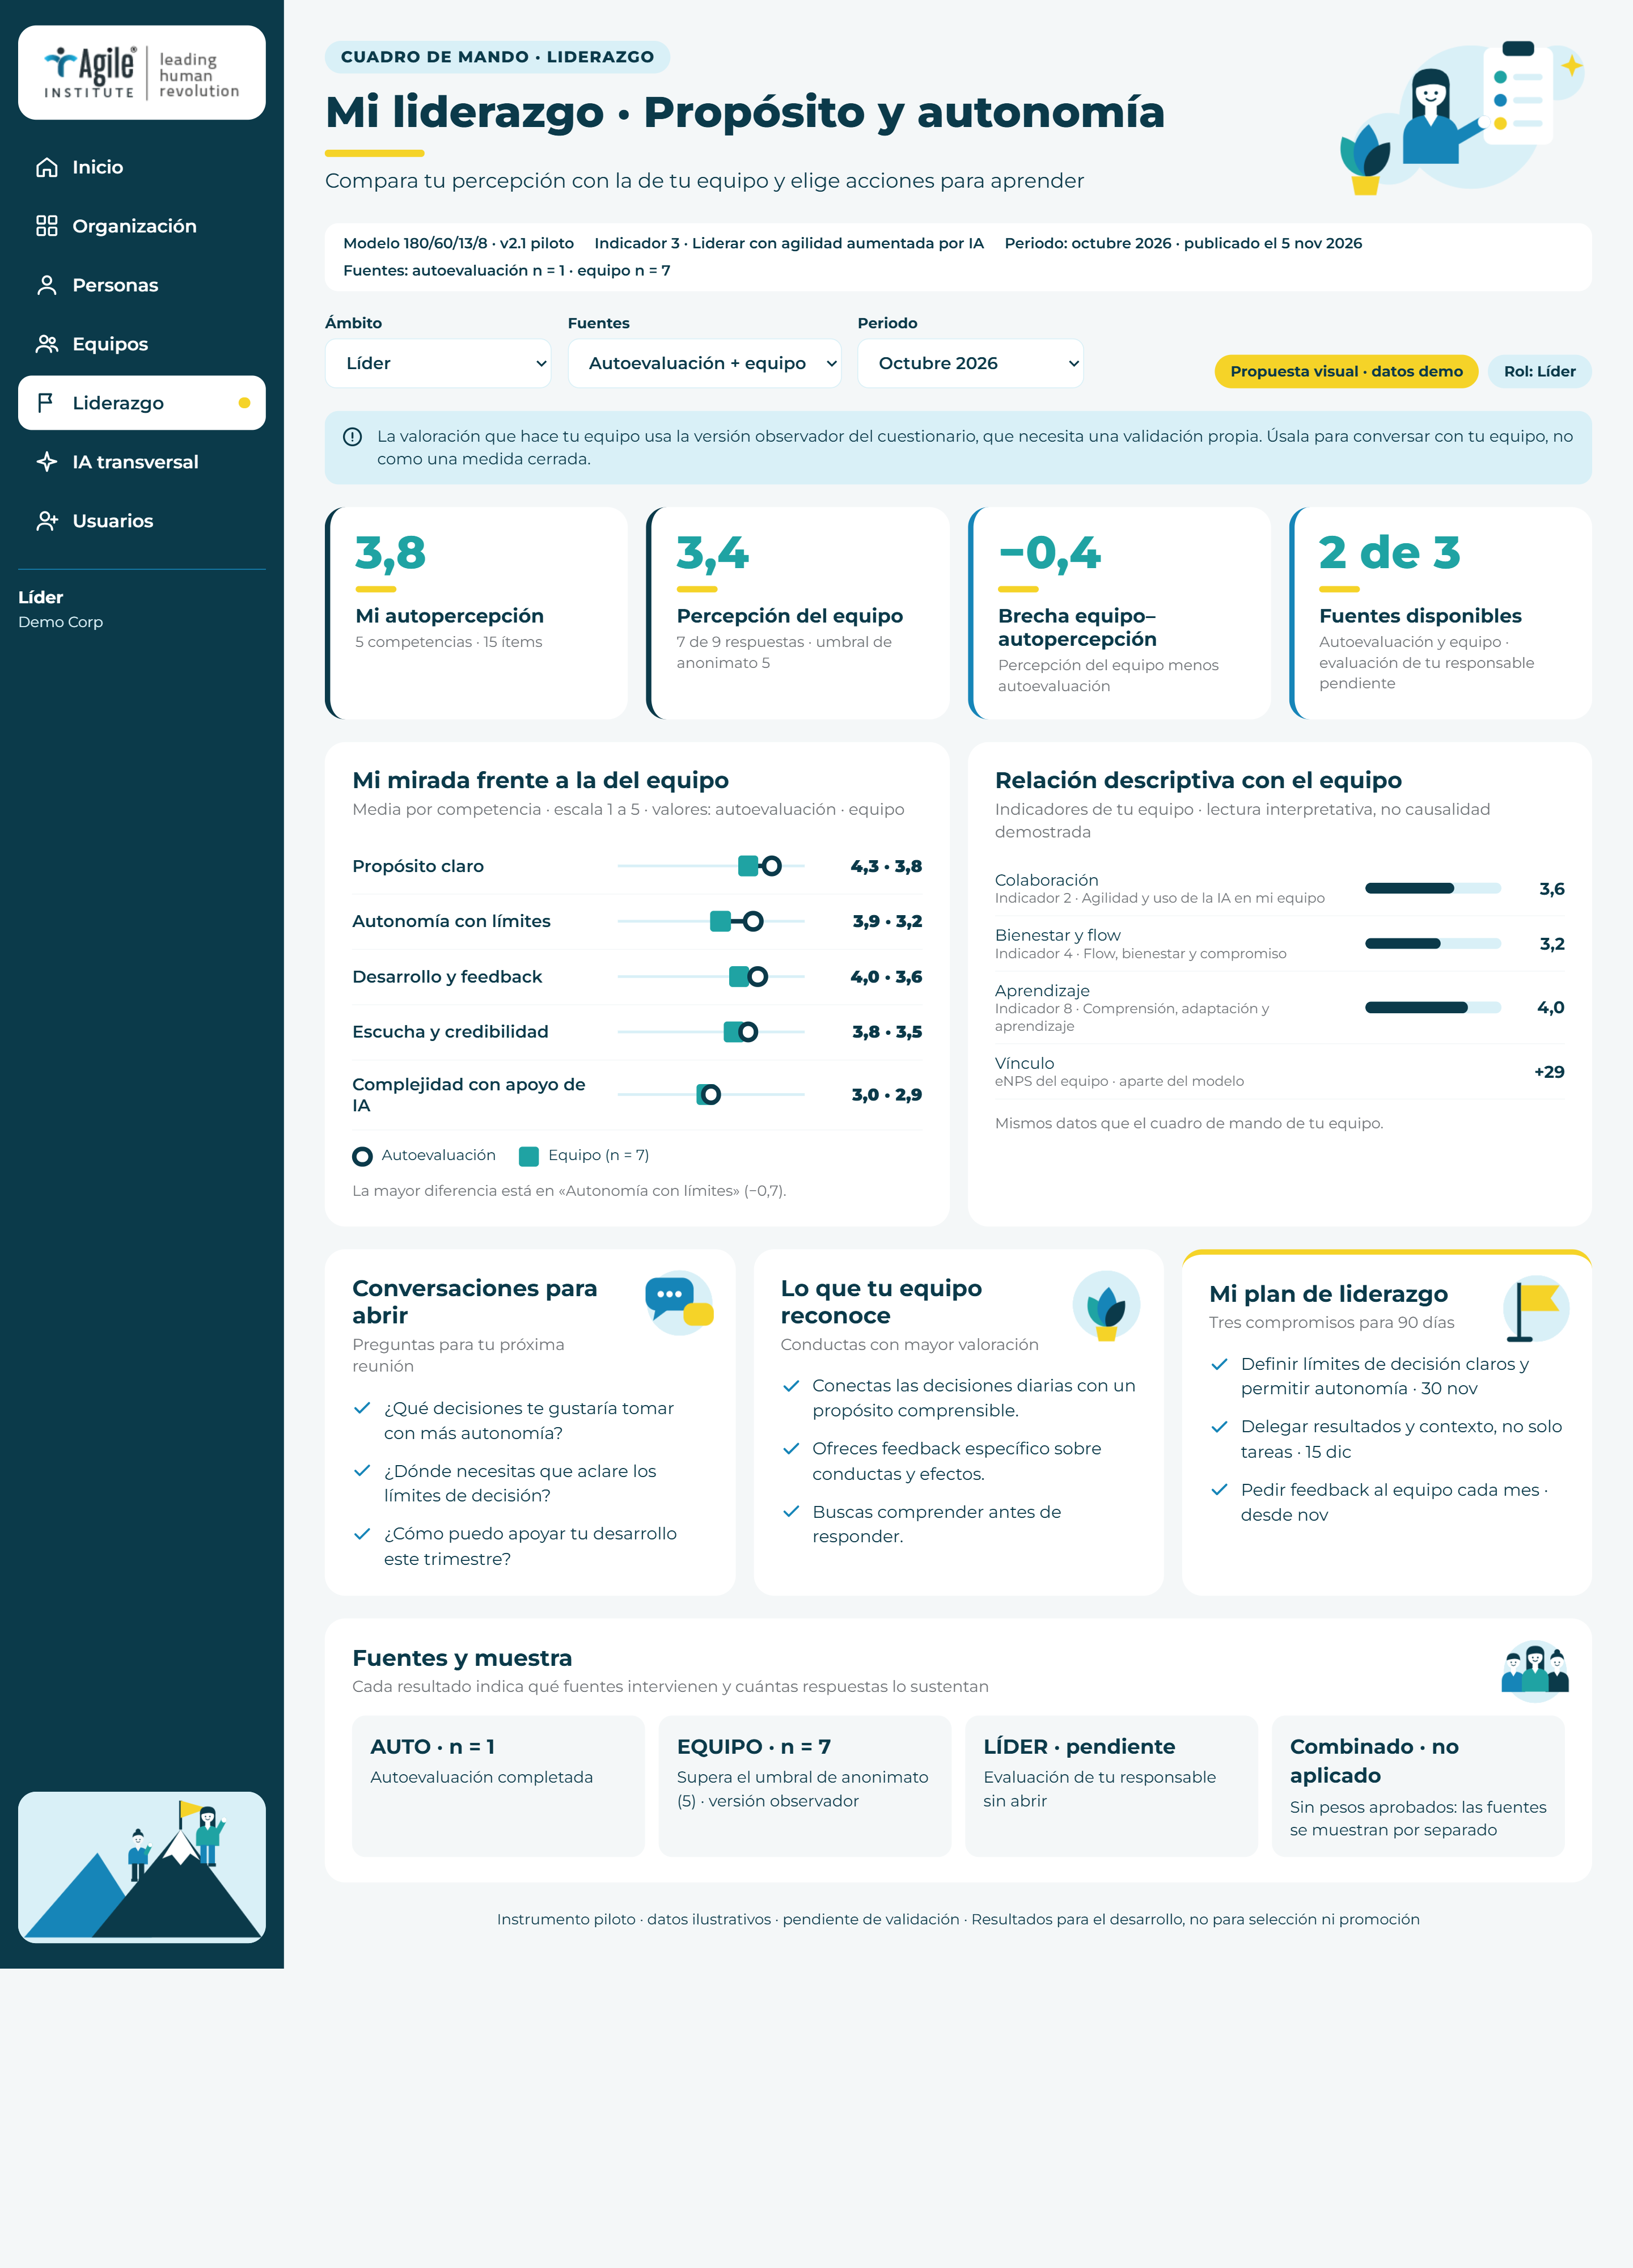 Agile®
INSTITUTE
leading
human
revolution
Inicio
Organización
Personas
Equipos
Liderazgo
IA transversal
Usuarios
Líder
Demo Corp
CUADRO DE MANDO · LIDERAZGO
Mi liderazgo · Propósito y autonomía
Compara tu percepción con la de tu equipo y elige acciones para aprender
Modelo 180/60/13/8 · v2.1 piloto Indicador 3 · Liderar con agilidad aumentada por IA Periodo: octubre 2026 · publicado el 5 nov 2026
Fuentes: autoevaluación n = 1 · equipo n = 7
Ámbito Fuentes Periodo
Líder Autoevaluación + equipo Octubre 2026
Propuesta visual · datos demo Rol: Líder
La valoración que hace tu equipo usa la versión observador del cuestionario, que necesita una validación propia. Úsala para conversar con tu equipo, no
como una medida cerrada.
3,8
Mi autopercepción
5 competencias · 15 ítems
3,4
Percepción del equipo
7 de 9 respuestas · umbral de
anonimato 5
−0,4
Brecha equipo–
autopercepción
Percepción del equipo menos
autoevaluación
2 de 3
Fuentes disponibles
Autoevaluación y equipo ·
evaluación de tu responsable
pendiente
Mi mirada frente a la del equipo
Media por competencia · escala 1 a 5 · valores: autoevaluación · equipo
Propósito claro 4,3 · 3,8
Autonomía con límites 3,9 · 3,2
Desarrollo y feedback 4,0 · 3,6
Escucha y credibilidad 3,8 · 3,5
Complejidad con apoyo de
IA 3,0 · 2,9
Autoevaluación Equipo (n = 7)
La mayor diferencia está en «Autonomía con límites» (−0,7).
Relación descriptiva con el equipo
Indicadores de tu equipo · lectura interpretativa, no causalidad
demostrada
Colaboración
Indicador 2 · Agilidad y uso de la IA en mi equipo
3,6
Bienestar y flow
Indicador 4 · Flow, bienestar y compromiso
3,2
Aprendizaje
Indicador 8 · Comprensión, adaptación y
aprendizaje
4,0
Vínculo
eNPS del equipo · aparte del modelo
+29
Mismos datos que el cuadro de mando de tu equipo.
Conversaciones para
abrir
Preguntas para tu próxima
reunión
¿Qué decisiones te gustaría tomar
con más autonomía?
¿Dónde necesitas que aclare los
límites de decisión?
¿Cómo puedo apoyar tu desarrollo
este trimestre?
Lo que tu equipo
reconoce
Conductas con mayor valoración
Conectas las decisiones diarias con un
propósito comprensible.
Ofreces feedback específico sobre
conductas y efectos.
Buscas comprender antes de
responder.
Mi plan de liderazgo
Tres compromisos para 90 días
Definir límites de decisión claros y
permitir autonomía · 30 nov
Delegar resultados y contexto, no solo
tareas · 15 dic
Pedir feedback al equipo cada mes ·
desde nov
Fuentes y muestra
Cada resultado indica qué fuentes intervienen y cuántas respuestas lo sustentan
AUTO · n = 1
Autoevaluación completada
EQUIPO · n = 7
Supera el umbral de anonimato
(5) · versión observador
LÍDER · pendiente
Evaluación de tu responsable
sin abrir
Combinado · no
aplicado
Sin pesos aprobados: las fuentes
se muestran por separado
Instrumento piloto · datos ilustrativos · pendiente de validación · Resultados para el desarrollo, no para selección ni promoción